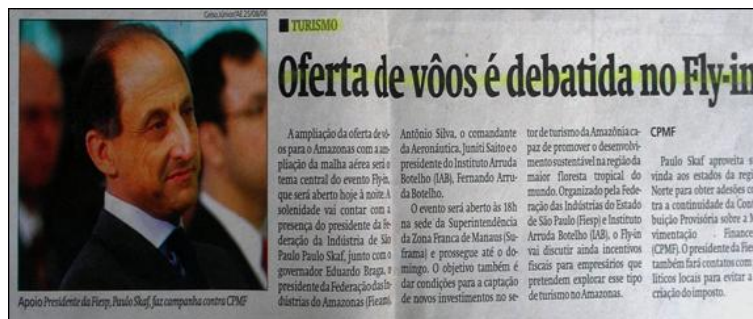 Celso Júnior/AE 25/08/06
Apoio Presidente da Fiesp, Paulo Skaf, faz campanha contra CPMF
TURISMO
Oferta de vôos é debatida no Fly-in
A ampliação da oferta de vô-
os para o Amazonas com a am-
pliação da malha aérea será o
tema central do evento Fly-in,
que será aberto hoje à noite. A
solenidade vai contar com a
presença do presidente da Fe-
deração da Indústria de São
Paulo Paulo Skaf, junto com o
governador Eduardo Braga, o
presidente da Federação das In-
dústrias do Amazonas (Fieam),
Antônio Silva, o comandante
da Aeronáutica, Juniti Saito e o
presidente do Instituto Arruda
Botelho (IAB), Fernando Arru-
da Botelho.
O evento será aberto às 18h
na sede da Superintendência
da Zona Franca de Manaus (Su-
frama) e prossegue até o do-
mingo. O objetivo também é
dar condições para a captação
de novos investimentos no se-
tor de turismo da Amazônia ca-
paz de promover o desenvolvi-
mento sustentável na região da
maior floresta tropical do
mundo. Organizado pela Fede-
ração das Indústrias do Estado
de São Paulo (Fiesp) e Instituto
Arruda Botelho (IAB), o Fly-in
vai discutir ainda incentivos
fiscais para empresários que
pretendem explorar esse tipo
de turismo no Amazonas.
CPMF
Paulo Skaf aproveita s
vinda aos estados da regi
Norte para obter adesões co
tra a continuidade da Cont
buição Provisória sobre a M
vimentação Finance
(CPMF). O presidente da Fies
também fará contatos com
líticos locais para evitar a
criação do imposto.